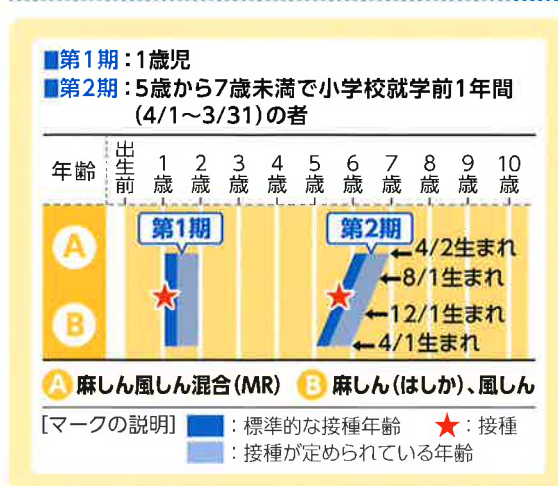 ■第1期：1歳児
■第2期：5歳から7歳未満で小学校就学前1年間
(4/1～3/31)の者
年齢 出生前 1歳 2歳 3歳 4歳 5歳 6歳 7歳 8歳 9歳 10歳
第1期 第2期
A
←4/2生まれ
←8/1生まれ
B
←12/1生まれ
←4/1生まれ
A 麻しん風しん混合(MR) B 麻しん(はしか)、風しん
[マークの説明] ：標準的な接種年齢 ★：接種
：接種が定められている年齢